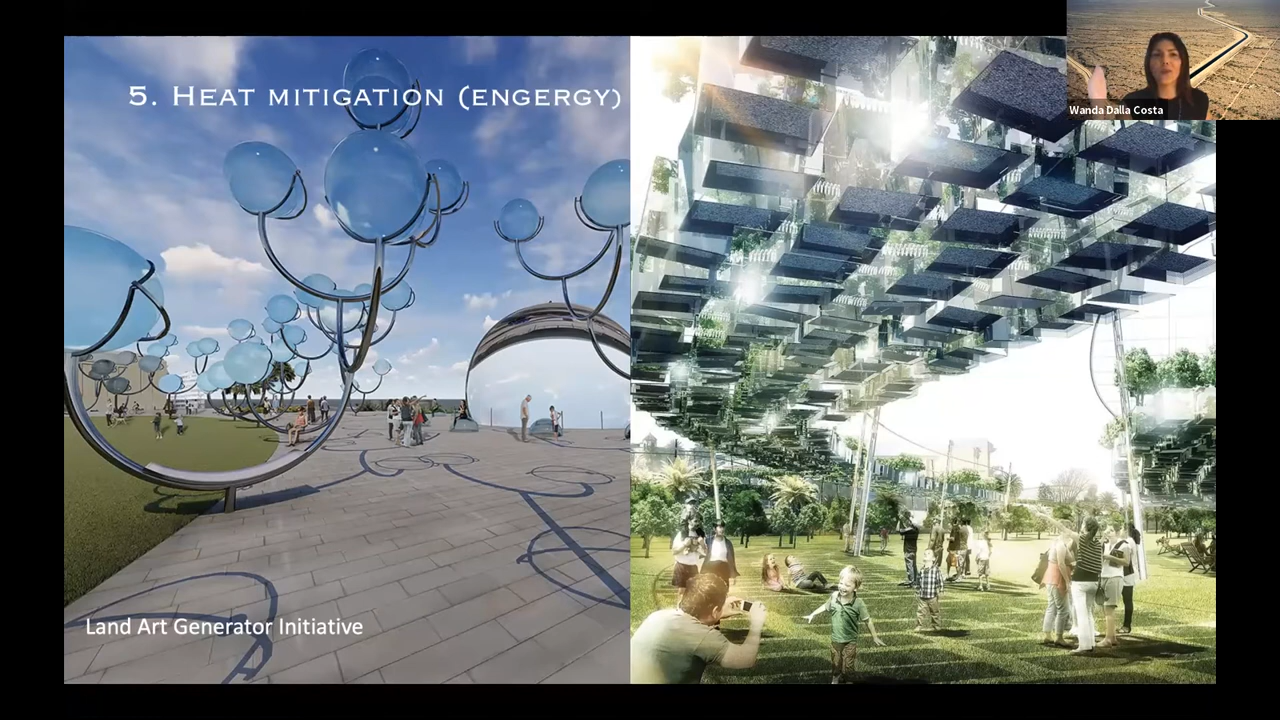 5. Heat mitigation (engergy)
Wanda Dalla Costa
Land Art Generator Initiative